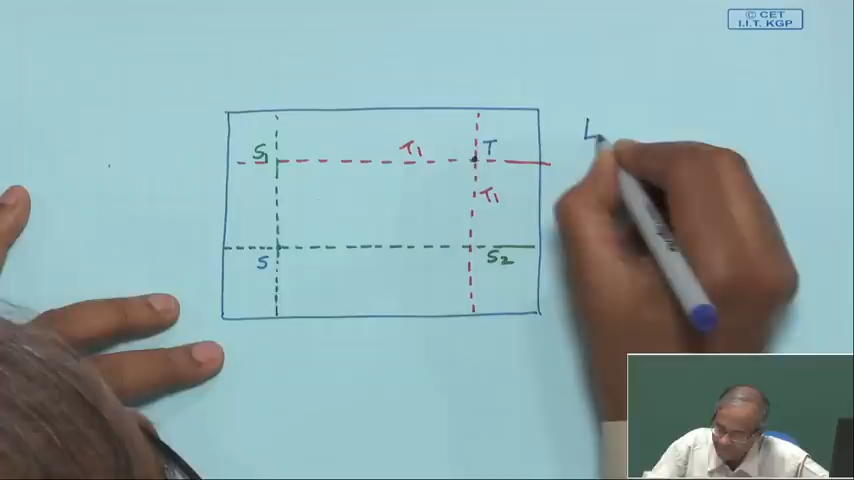 © CET
I.I.T. KGP
S1 T1 T
T1
S S2
L